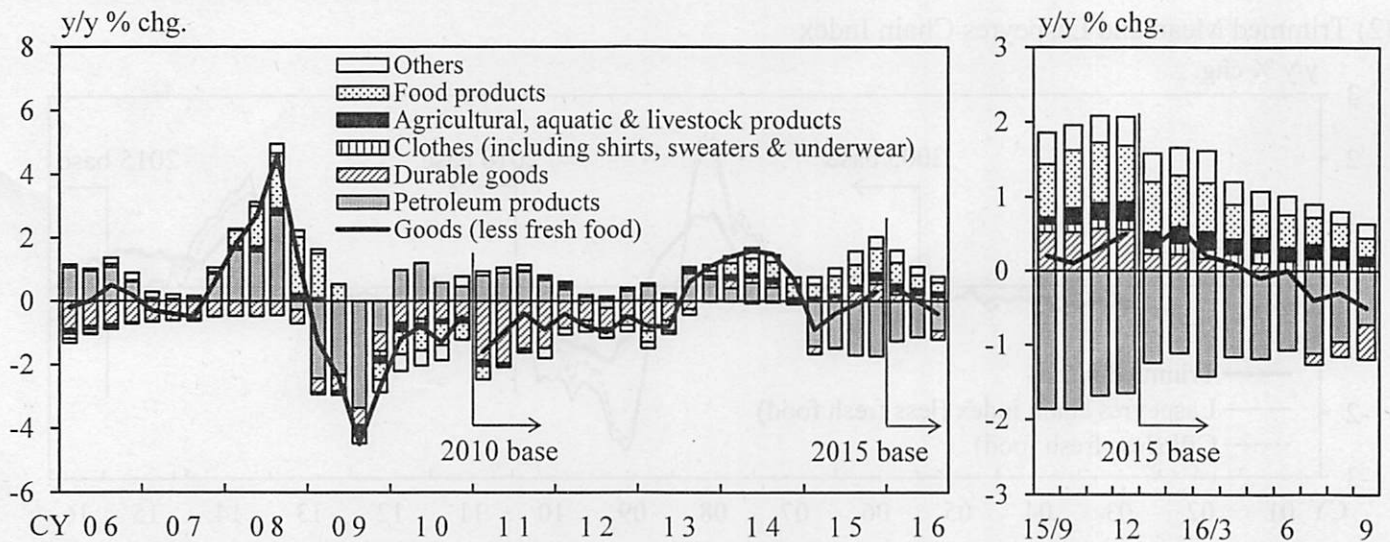 y/y % chg.
8
6
4
2
0
-2
-4
-6
Others
Food products
Agricultural, aquatic & livestock products
Clothes (including shirts, sweaters & underwear)
Durable goods
Petroleum products
Goods (less fresh food)
2010 base
2015 base
CY 06 07 08 09 10 11 12 13 14 15 16
y/y % chg.
3
2
1
0
-1
-2
-3
2015 base
15/9 12 16/3 6 9